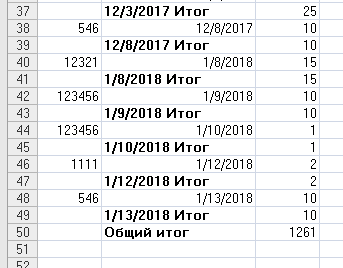 37 12/3/2017 Итог 25
38 546 12/8/2017 10
39 12/8/2017 Итог 10
40 12321 1/8/2018 15
41 1/8/2018 Итог 15
42 123456 1/9/2018 10
43 1/9/2018 Итог 10
44 123456 1/10/2018 1
45 1/10/2018 Итог 1
46 1111 1/12/2018 2
47 1/12/2018 Итог 2
48 546 1/13/2018 10
49 1/13/2018 Итог 10
50 Общий итог 1261
51
52